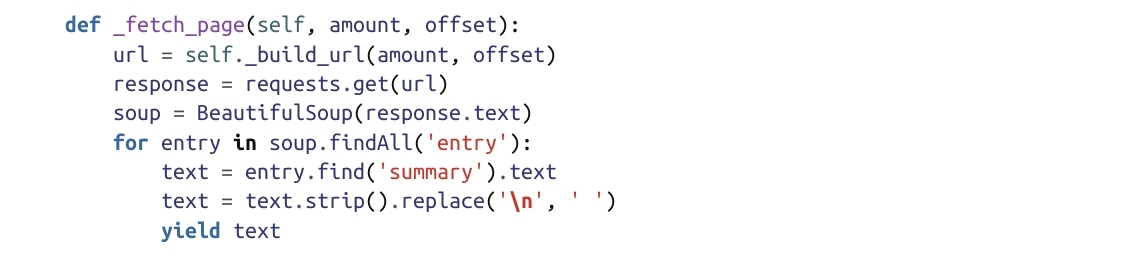 def _fetch_page(self, amount, offset):
    url = self._build_url(amount, offset)
    response = requests.get(url)
    soup = BeautifulSoup(response.text)
    for entry in soup.findAll('entry'):
        text = entry.find('summary').text
        text = text.strip().replace('\n', ' ')
        yield text